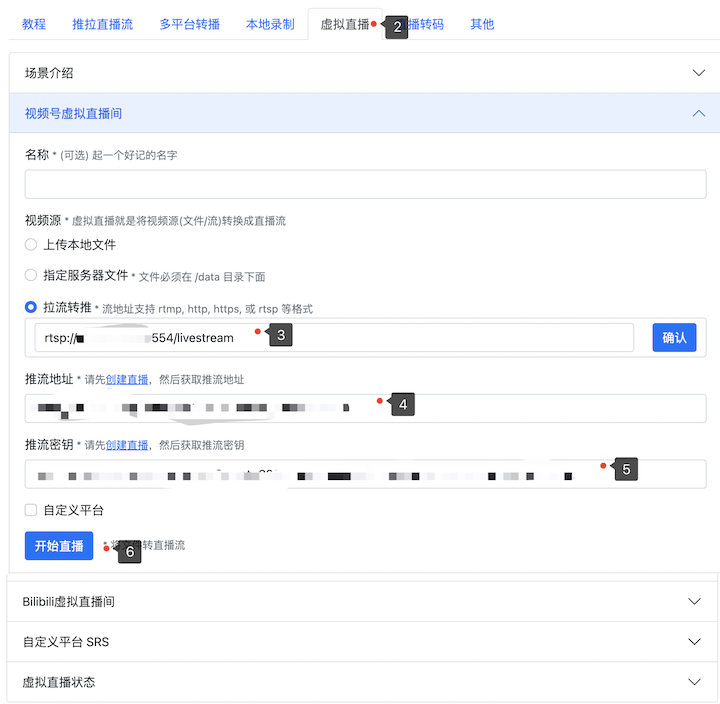 教程 推拉直播流 多平台转播 本地录制 虚拟直播 2 播转码 其他
场景介绍
视频号虚拟直播间
名称 * (可选) 起一个好记的名字
视频源 * 虚拟直播就是将视频源(文件/流)转换成直播流
上传本地文件
指定服务器文件 * 文件必须在 /data 目录下面
拉流转推 * 流地址支持 rtmp, http, https, 或 rtsp 等格式
rtsp:// 554/livestream 3 确认
推流地址 * 请先创建直播，然后获取推流地址
4
推流密钥 * 请先创建直播，然后获取推流密钥
5
自定义平台
开始直播 * 将 6 转直播流
Bilibili虚拟直播间
自定义平台 SRS
虚拟直播状态